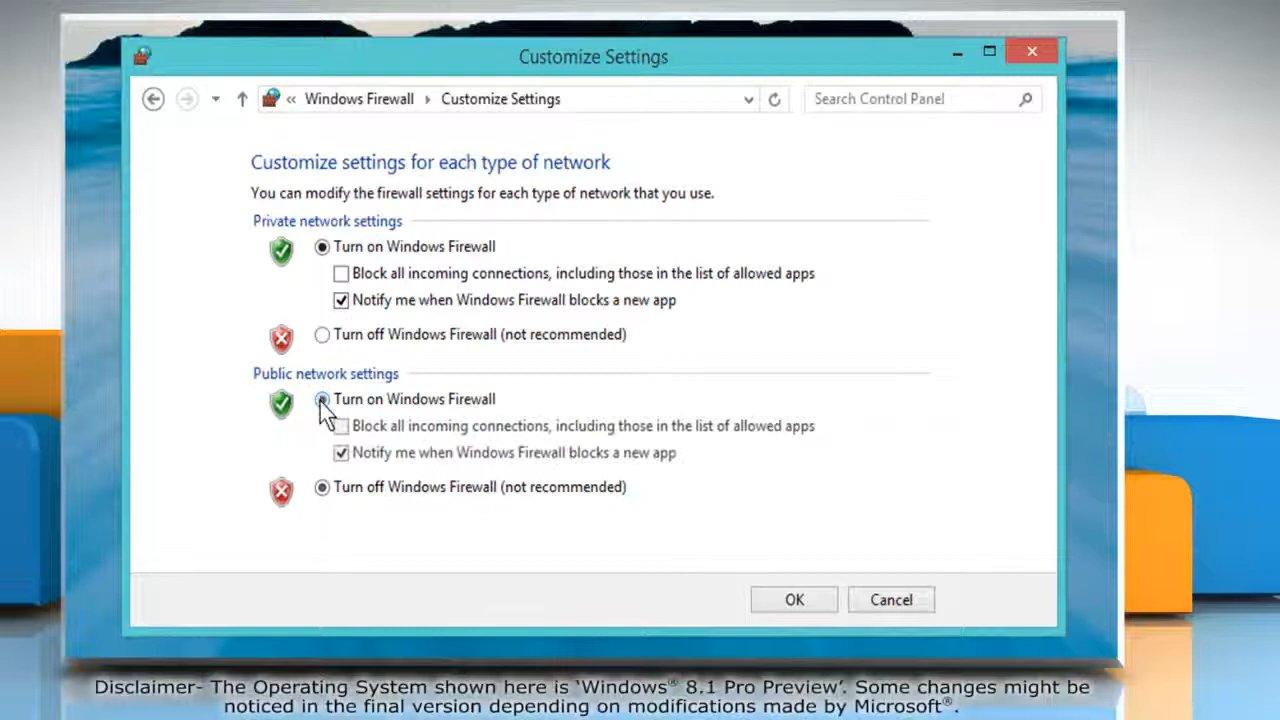 Customize Settings
« Windows Firewall Customize Settings
Search Control Panel
Customize settings for each type of network
You can modify the firewall settings for each type of network that you use.
Private network settings
Turn on Windows Firewall
Block all incoming connections, including those in the list of allowed apps
Notify me when Windows Firewall blocks a new app
Turn off Windows Firewall (not recommended)
Public network settings
Turn on Windows Firewall
Block all incoming connections, including those in the list of allowed apps
Notify me when Windows Firewall blocks a new app
Turn off Windows Firewall (not recommended)
OK Cancel
Disclaimer- The Operating System shown here is ‘Windows® 8.1 Pro Preview’. Some changes might be
noticed in the final version depending on modifications made by Microsoft®.